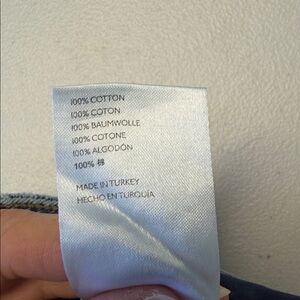 100% COTTON
100% COTON
100% BAUMWOLLE
100% COTONE
100% ALGODÓN
100% 棉
MADE IN TURKEY
HECHO EN TURQUÍA